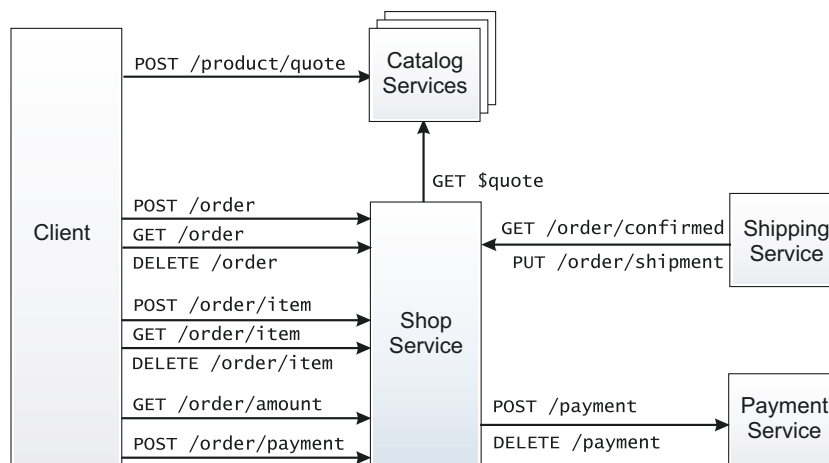 POST /product/quote
Catalog
Services
GET $quote
Client
POST /order
GET /order
DELETE /order
GET /order/confirmed
PUT /order/shipment
Shipping
Service
POST /order/item
GET /order/item
DELETE /order/item
Shop
Service
GET /order/amount
POST /order/payment
POST /payment
DELETE /payment
Payment
Service